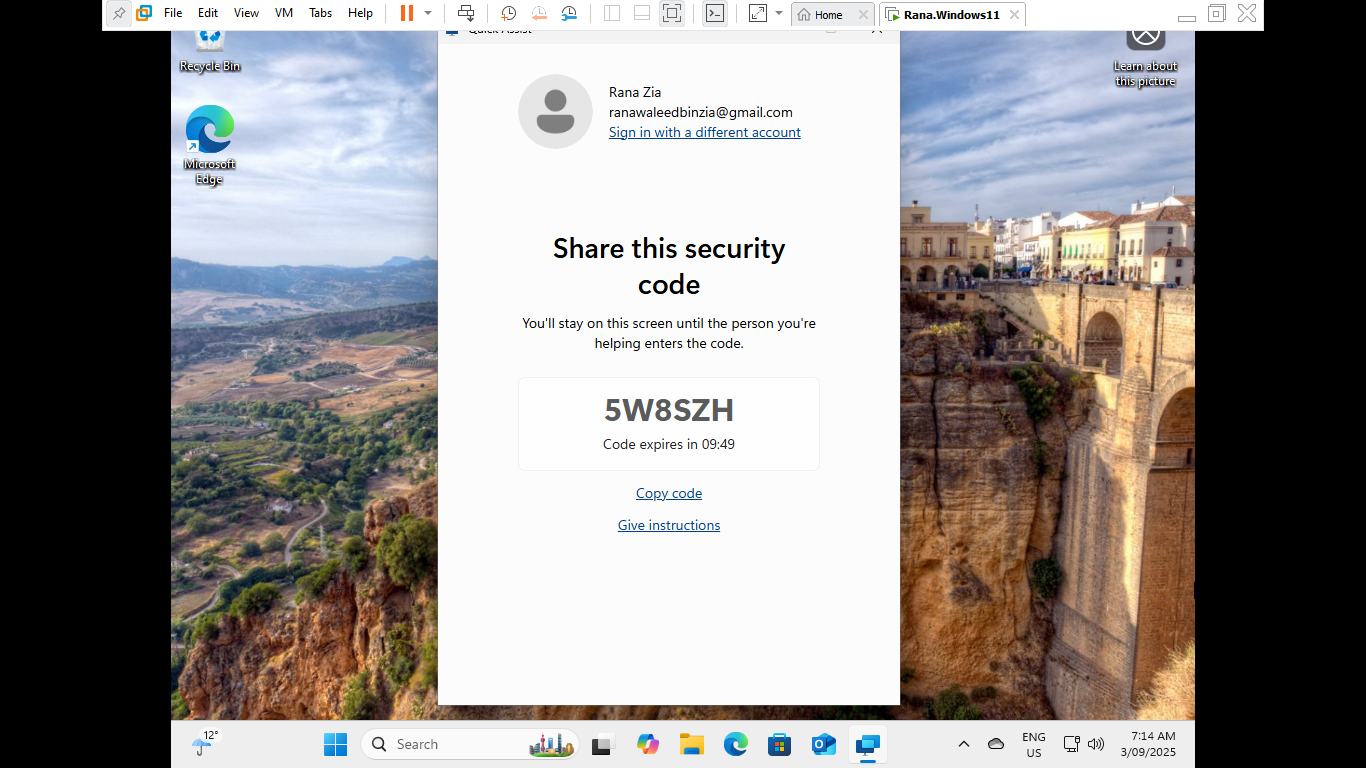 File Edit View VM Tabs Help
Home
Rana.Windows11
Quick Assist
Recycle Bin
Microsoft
Edge
Learn about
this picture
Rana Zia
ranawaleedbinzia@gmail.com
Sign in with a different account
Share this security
code
You'll stay on this screen until the person you're
helping enters the code.
5W8SZH
Code expires in 09:49
Copy code
Give instructions
12°
Search
ENG
US
7:14 AM
3/09/2025